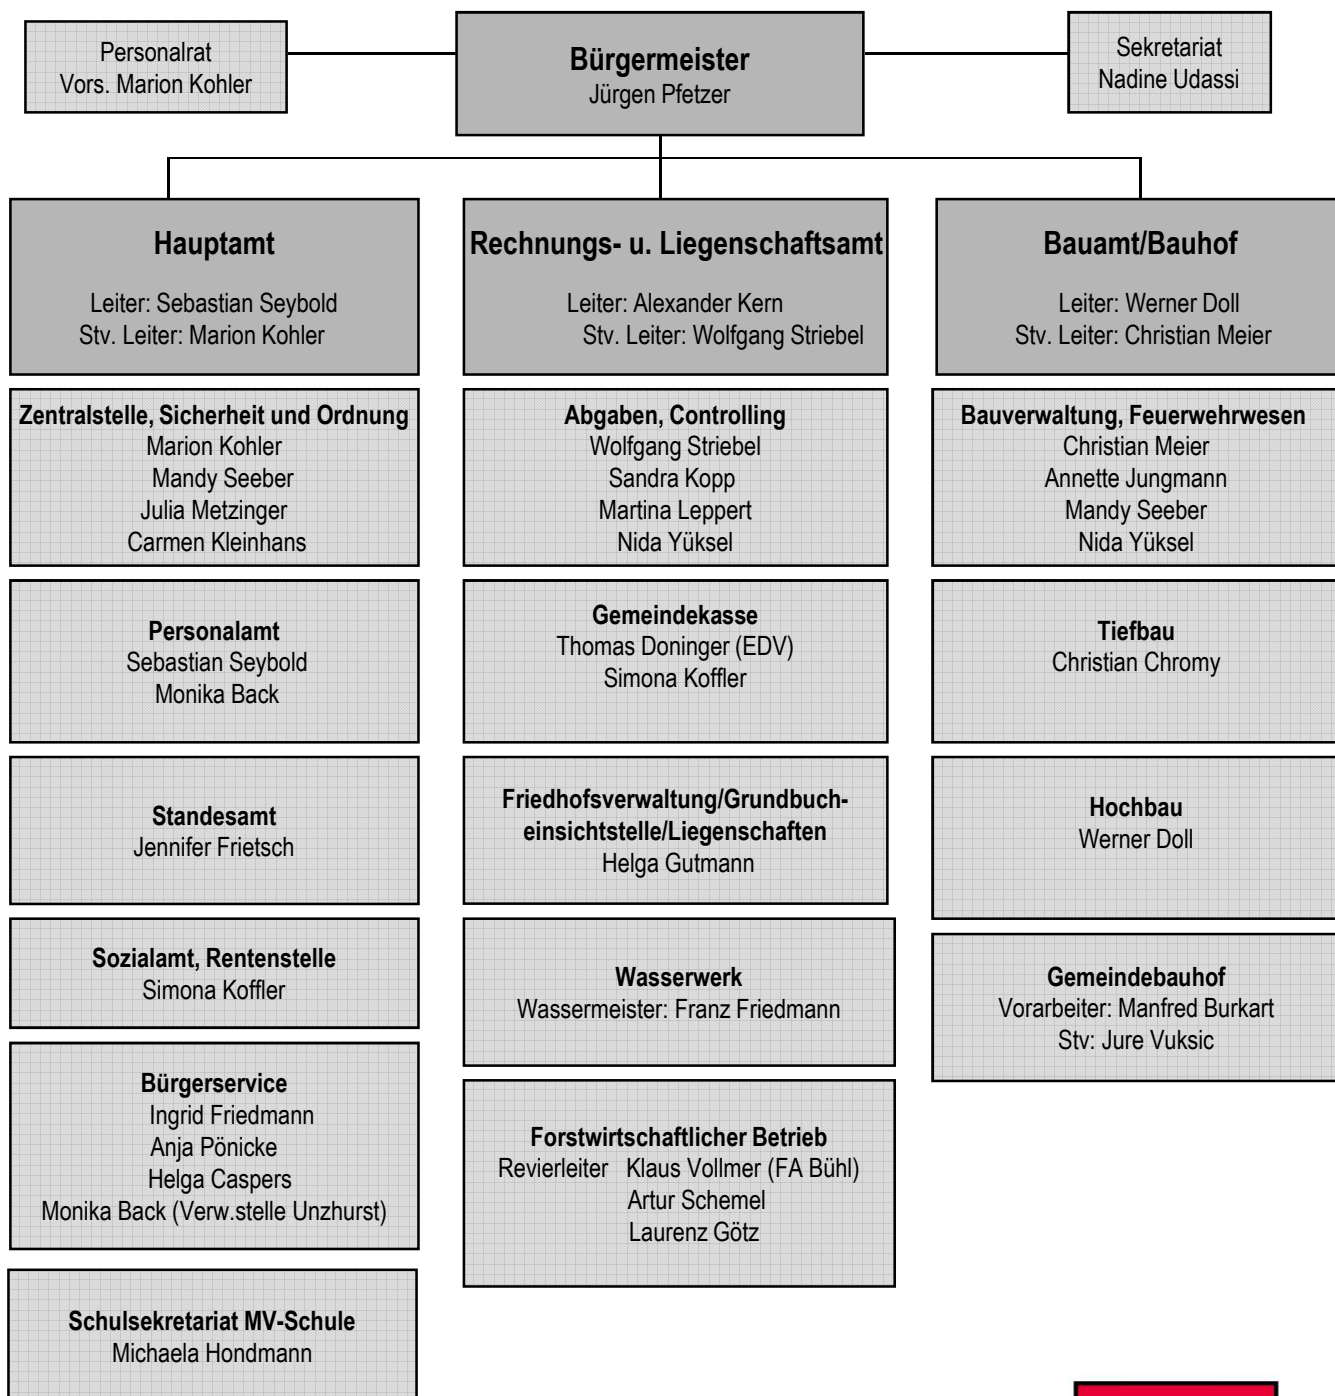 Personalrat
Vors. Marion Kohler
Bürgermeister
Jürgen Pfetzer
Sekretariat
Nadine Udassi
Hauptamt
Leiter: Sebastian Seybold
Stv. Leiter: Marion Kohler
Rechnungs- u. Liegenschaftsamt
Leiter: Alexander Kern
Stv. Leiter: Wolfgang Striebel
Bauamt/Bauhof
Leiter: Werner Doll
Stv. Leiter: Christian Meier
Zentralstelle, Sicherheit und Ordnung
Marion Kohler
Mandy Seeber
Julia Metzinger
Carmen Kleinhans
Personalamt
Sebastian Seybold
Monika Back
Standesamt
Jennifer Frietsch
Sozialamt, Rentenstelle
Simona Koffler
Bürgerservice
Ingrid Friedmann
Anja Pönicke
Helga Caspers
Monika Back (Verw.stelle Unzhurst)
Schulsekretariat MV-Schule
Michaela Hondmann
Abgaben, Controlling
Wolfgang Striebel
Sandra Kopp
Martina Leppert
Nida Yüksel
Gemeindekasse
Thomas Doninger (EDV)
Simona Koffler
Friedhofsverwaltung/Grundbuch-
einsichtstelle/Liegenschaften
Helga Gutmann
Wasserwerk
Wassermeister: Franz Friedmann
Forstwirtschaftlicher Betrieb
Revierleiter Klaus Vollmer (FA Bühl)
Artur Schemel
Laurenz Götz
Bauverwaltung, Feuerwehrwesen
Christian Meier
Annette Jungmann
Mandy Seeber
Nida Yüksel
Tiefbau
Christian Chromy
Hochbau
Werner Doll
Gemeindebauhof
Vorarbeiter: Manfred Burkart
Stv: Jure Vuksic